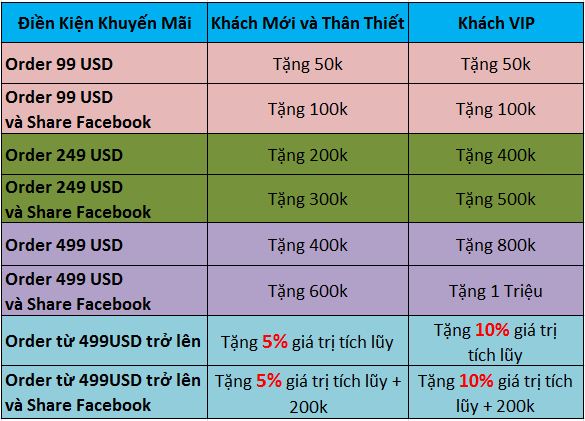 Điền Kiện Khuyến Mãi Khách Mới và Thân Thiết Khách VIP
Order 99 USD Tặng 50k Tặng 50k
Order 99 USD
và Share Facebook Tặng 100k Tặng 100k
Order 249 USD Tặng 200k Tặng 400k
Order 249 USD
và Share Facebook Tặng 300k Tặng 500k
Order 499 USD Tặng 400k Tặng 800k
Order 499 USD
và Share Facebook Tặng 600k Tặng 1 Triệu
Order từ 499USD trở lên Tặng 5% giá trị tích lũy Tặng 10% giá trị
tích lũy
Order từ 499USD trở lên Tặng 5% giá trị tích lũy + Tặng 10% giá trị tích
và Share Facebook 200k lũy + 200k